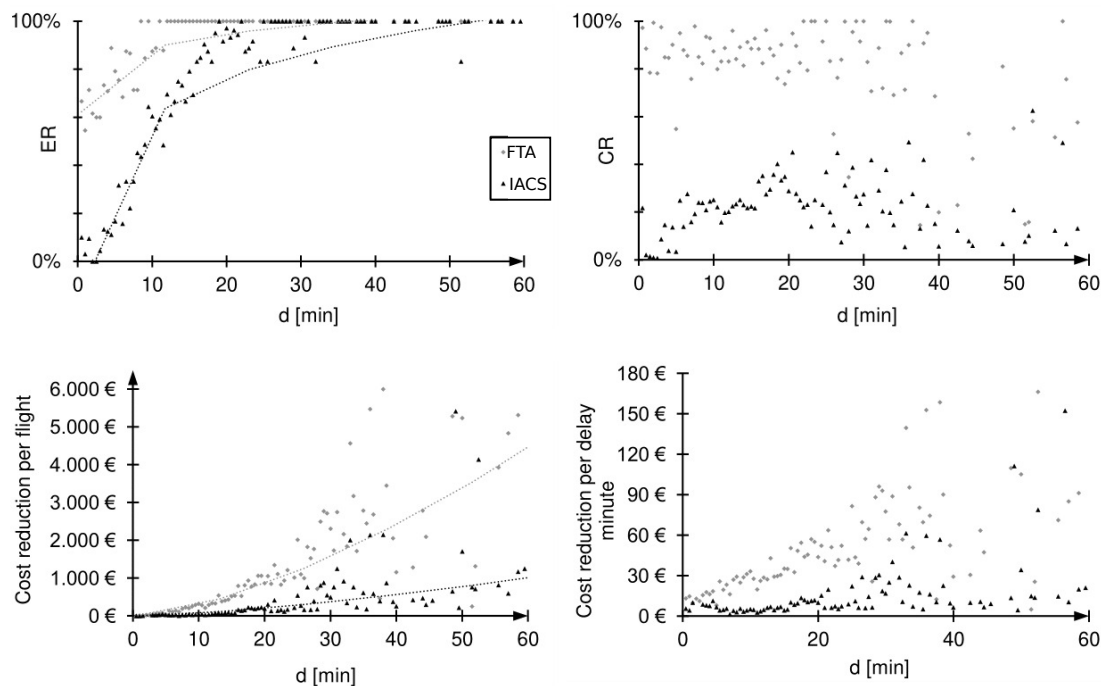 100%
ER
0%
0 10 20 30 40 50 60
d [min]
FTA
IACS
100%
CR
0%
0 10 20 30 40 50 60
d [min]
Cost reduction per flight
6.000 €
5.000 €
4.000 €
3.000 €
2.000 €
1.000 €
0 €
0 10 20 30 40 50 60
d [min]
Cost reduction per delay
minute
180 €
150 €
120 €
90 €
60 €
30 €
0 €
0 20 40 60
d [min]